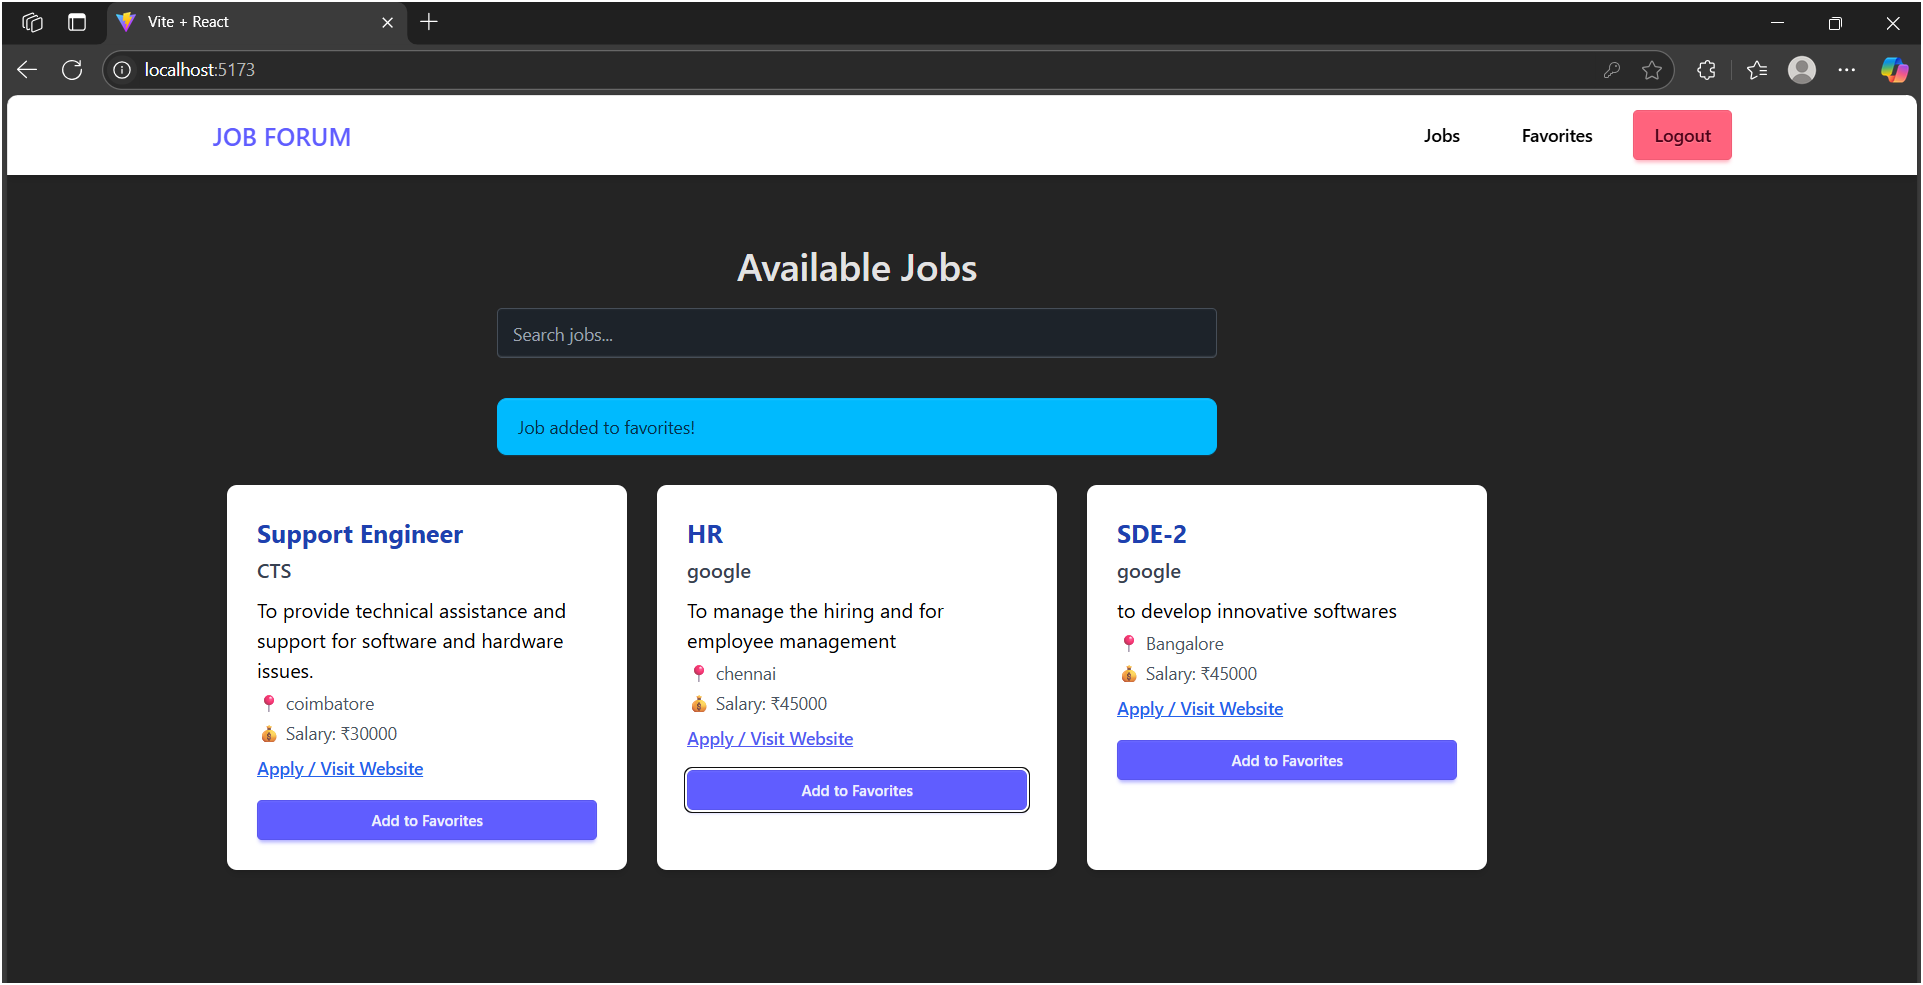 Vite + React
localhost:5173
JOB FORUM
Jobs
Favorites
Logout
Available Jobs
Search jobs...
Job added to favorites!
Support Engineer
CTS
To provide technical assistance and
support for software and hardware
issues.
📍 coimbatore
💰 Salary: ₹30000
Apply / Visit Website
Add to Favorites
HR
google
To manage the hiring and for
employee management
📍 chennai
💰 Salary: ₹45000
Apply / Visit Website
Add to Favorites
SDE-2
google
to develop innovative softwares
📍 Bangalore
💰 Salary: ₹45000
Apply / Visit Website
Add to Favorites